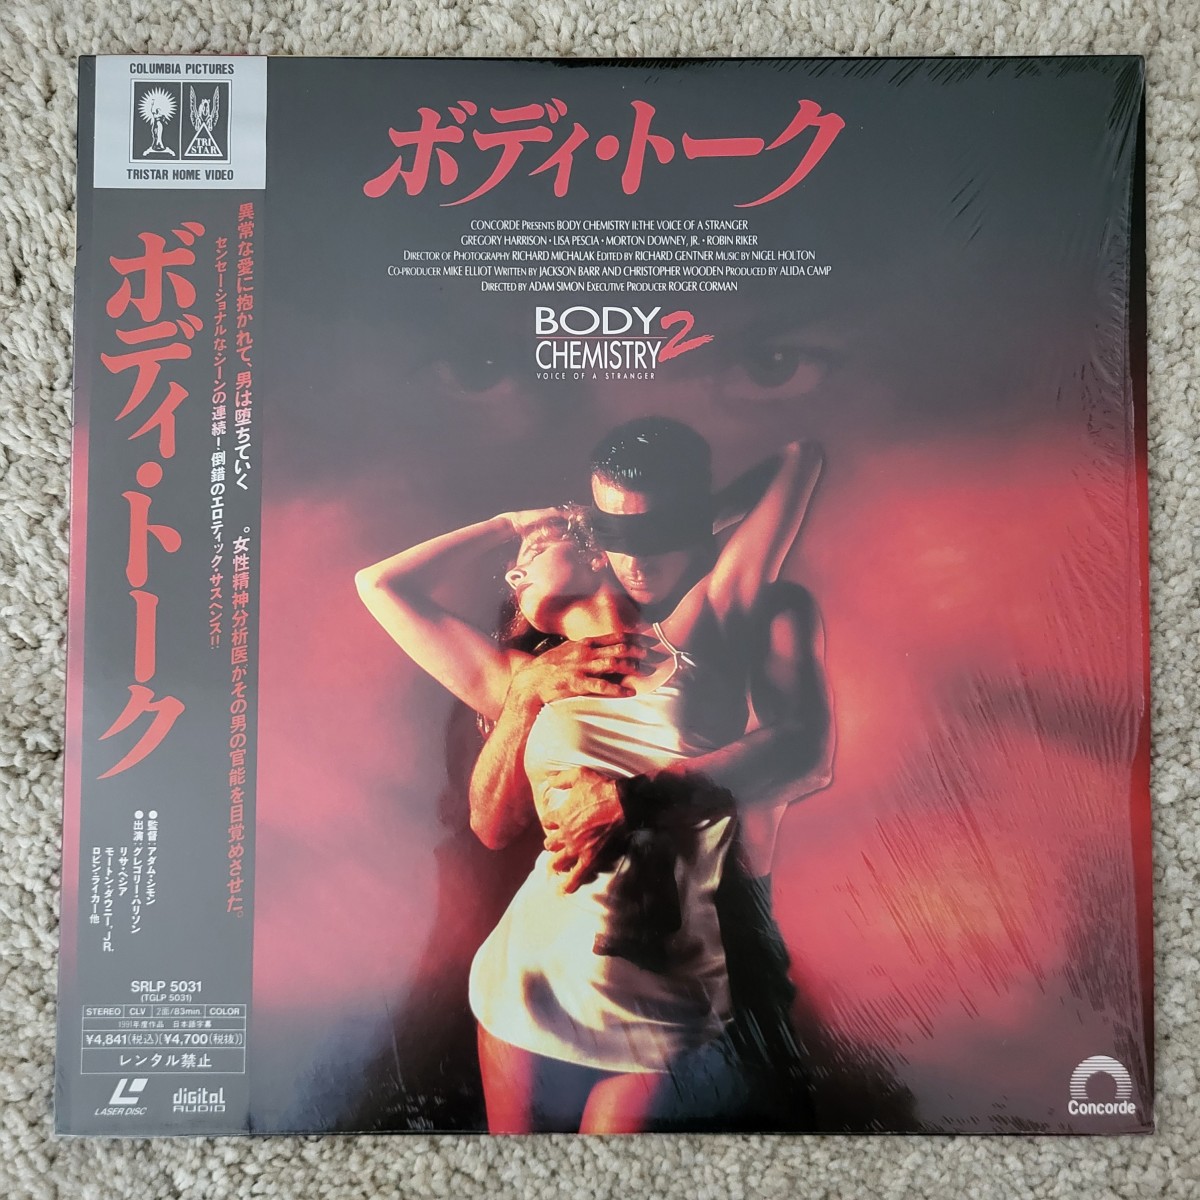 COLUMBIA PICTURES
TRI
STAR
TRISTAR HOME VIDEO
ボディ・トーク
異常な愛に抱かれて、男は堕ちていく
。女性精神分析医がその男の官能を目覚めさせた。
センセーショナルなシーンの連続!倒錯のエロティック・サスペンス!!
●監督:アダム・シモン
●出演:グレゴリー・ハリソン
リサ・ペシア
モートン・ダウニー,JR.
ロビン・ライカー他
SRLP 5031
(TGLP 5031)
STEREO CLV 2面/83min. COLOR
1991年度作品 日本語字幕
¥4,841(税込)[¥4,700(税抜)]
レンタル禁止
LASER DISC
digital AUDIO
ボディ・トーク
CONCORDE PRESENTS BODY CHEMISTRY II:THE VOICE OF A STRANGER
GREGORY HARRISON・LISA PESCIA・MORTON DOWNEY, JR.・ROBIN RIKER
DIRECTOR OF PHOTOGRAPHY RICHARD MICHALAK EDITED BY RICHARD GENTNER MUSIC BY NIGEL HOLTON
CO-PRODUCER MIKE ELLIOT WRITTEN BY JACKSON BARR AND CHRISTOPHER WOODEN PRODUCED BY ALIDA CAMP
DIRECTED BY ADAM SIMON EXECUTIVE PRODUCER ROGER CORMAN
BODY
CHEMISTRY 2
VOICE OF A STRANGER
Concorde